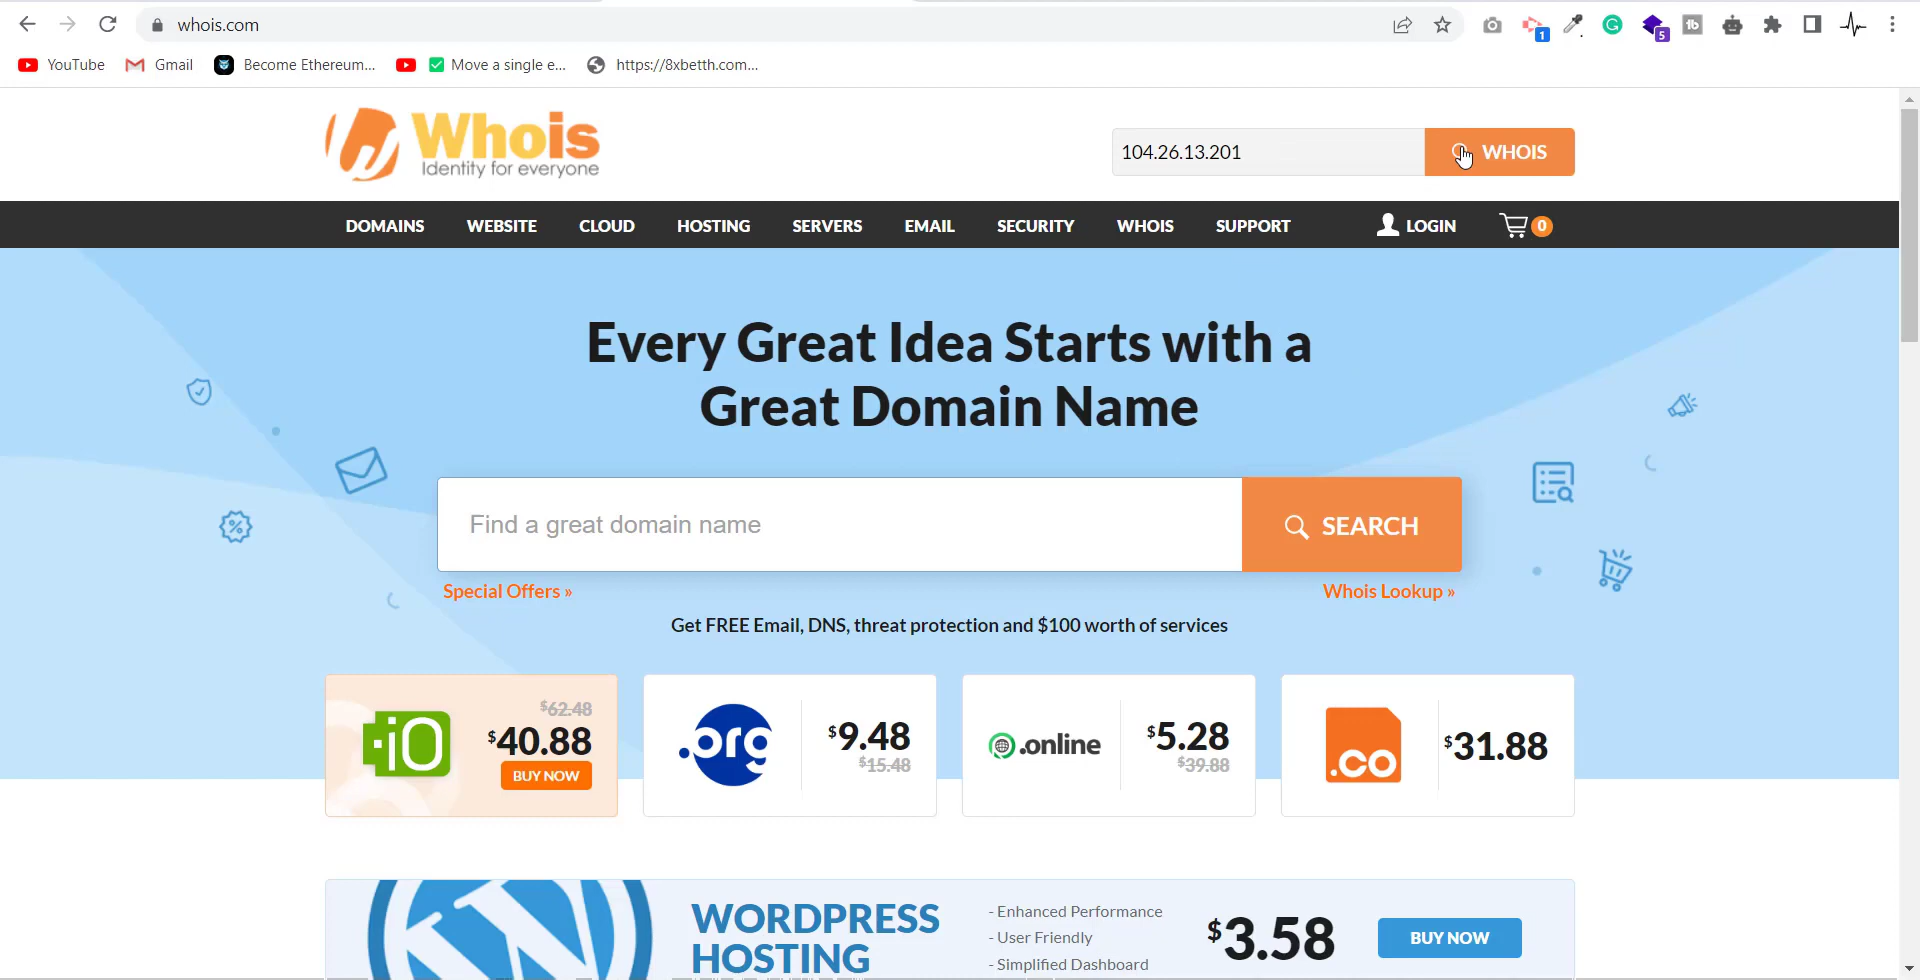 whois.com
1
5
YouTube
Gmail
Become Ethereum...
Move a single e...
https://8xbetth.com...
Whois
Identity for everyone
104.26.13.201
WHOIS
DOMAINS
WEBSITE
CLOUD
HOSTING
SERVERS
EMAIL
SECURITY
WHOIS
SUPPORT
LOGIN
0
Every Great Idea Starts with a
Great Domain Name
Find a great domain name
SEARCH
Special Offers »
Whois Lookup »
Get FREE Email, DNS, threat protection and $100 worth of services
.io
$62.48
$40.88
BUY NOW
.org
$9.48
$15.48
.online
$5.28
$39.88
.co
$31.88
WORDPRESS
HOSTING
- Enhanced Performance
- User Friendly
- Simplified Dashboard
$3.58
BUY NOW